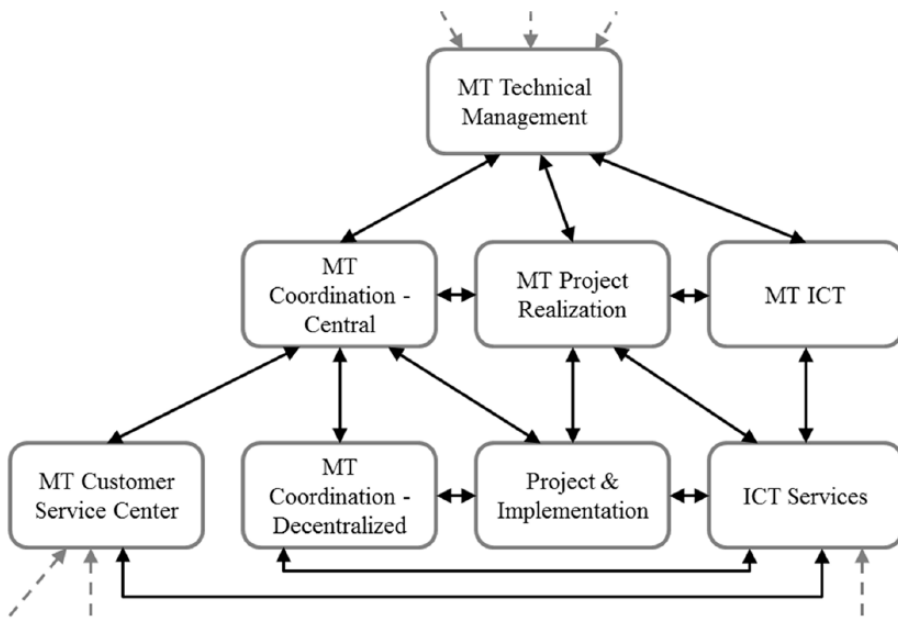 MT Technical
Management
MT
Coordination -
Central
MT Project
Realization
MT ICT
MT Customer
Service Center
MT
Coordination -
Decentralized
Project &
Implementation
ICT Services